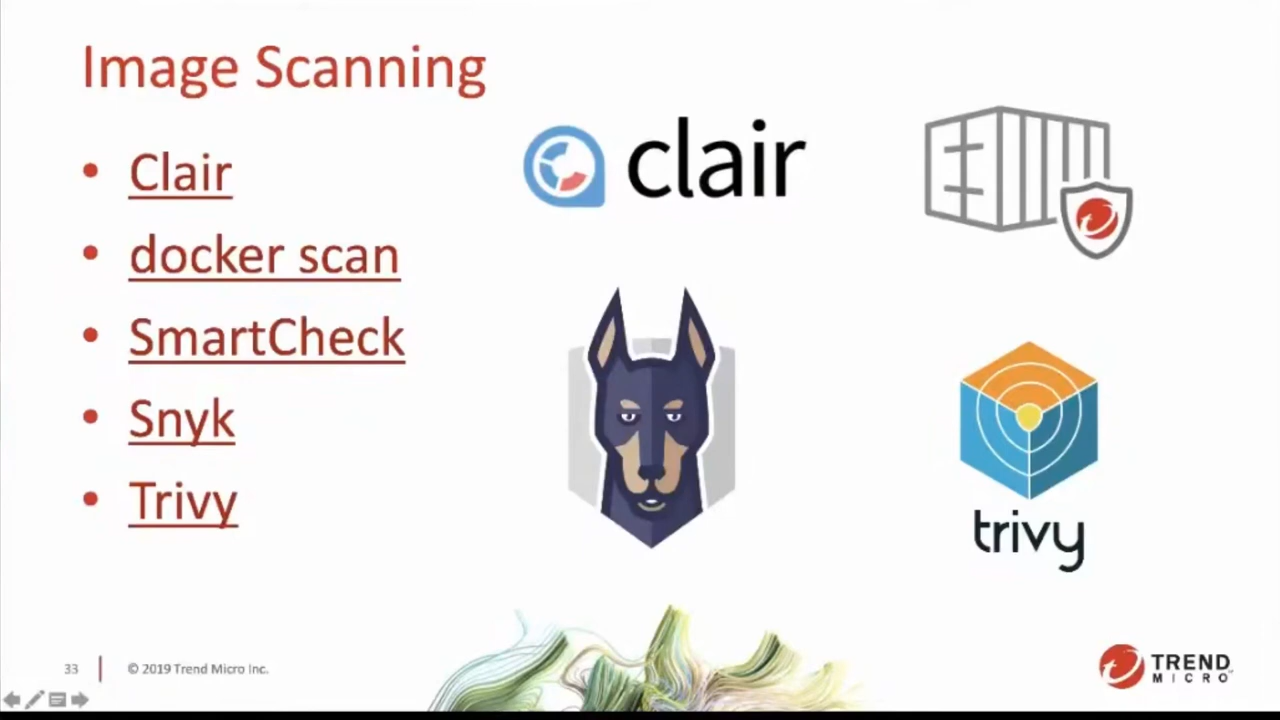 Image Scanning
• Clair
• docker scan
• SmartCheck
• Snyk
• Trivy
clair
trivy
33
© 2019 Trend Micro Inc.
TREND
MICRO